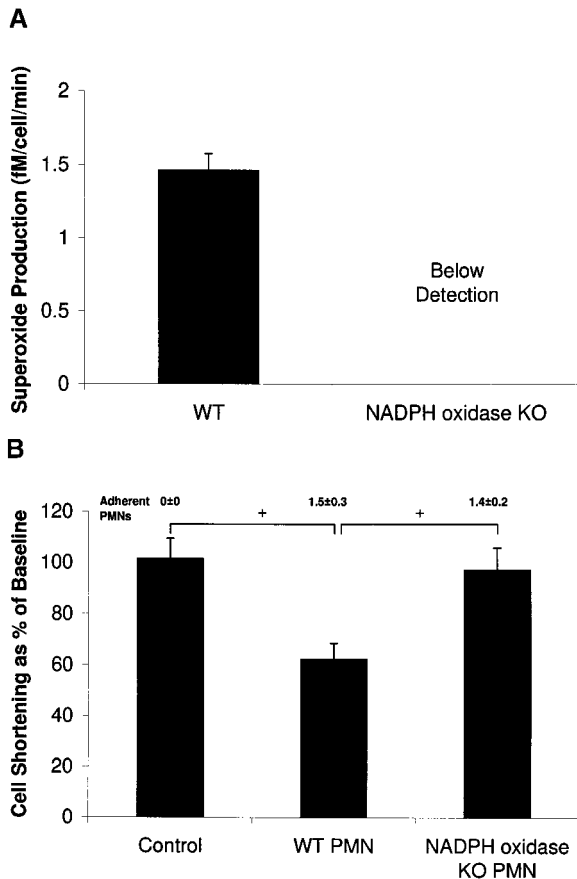 A
Superoxide Production (fM/cell/min)
2
1.5
1
0.5
0
Below
Detection
WT
NADPH oxidase KO
B
Cell Shortening as % of Baseline
Adherent
PMNs
0±0
1.5±0.3
1.4±0.2
+
+
120
100
80
60
40
20
0
Control
WT PMN
NADPH oxidase
KO PMN